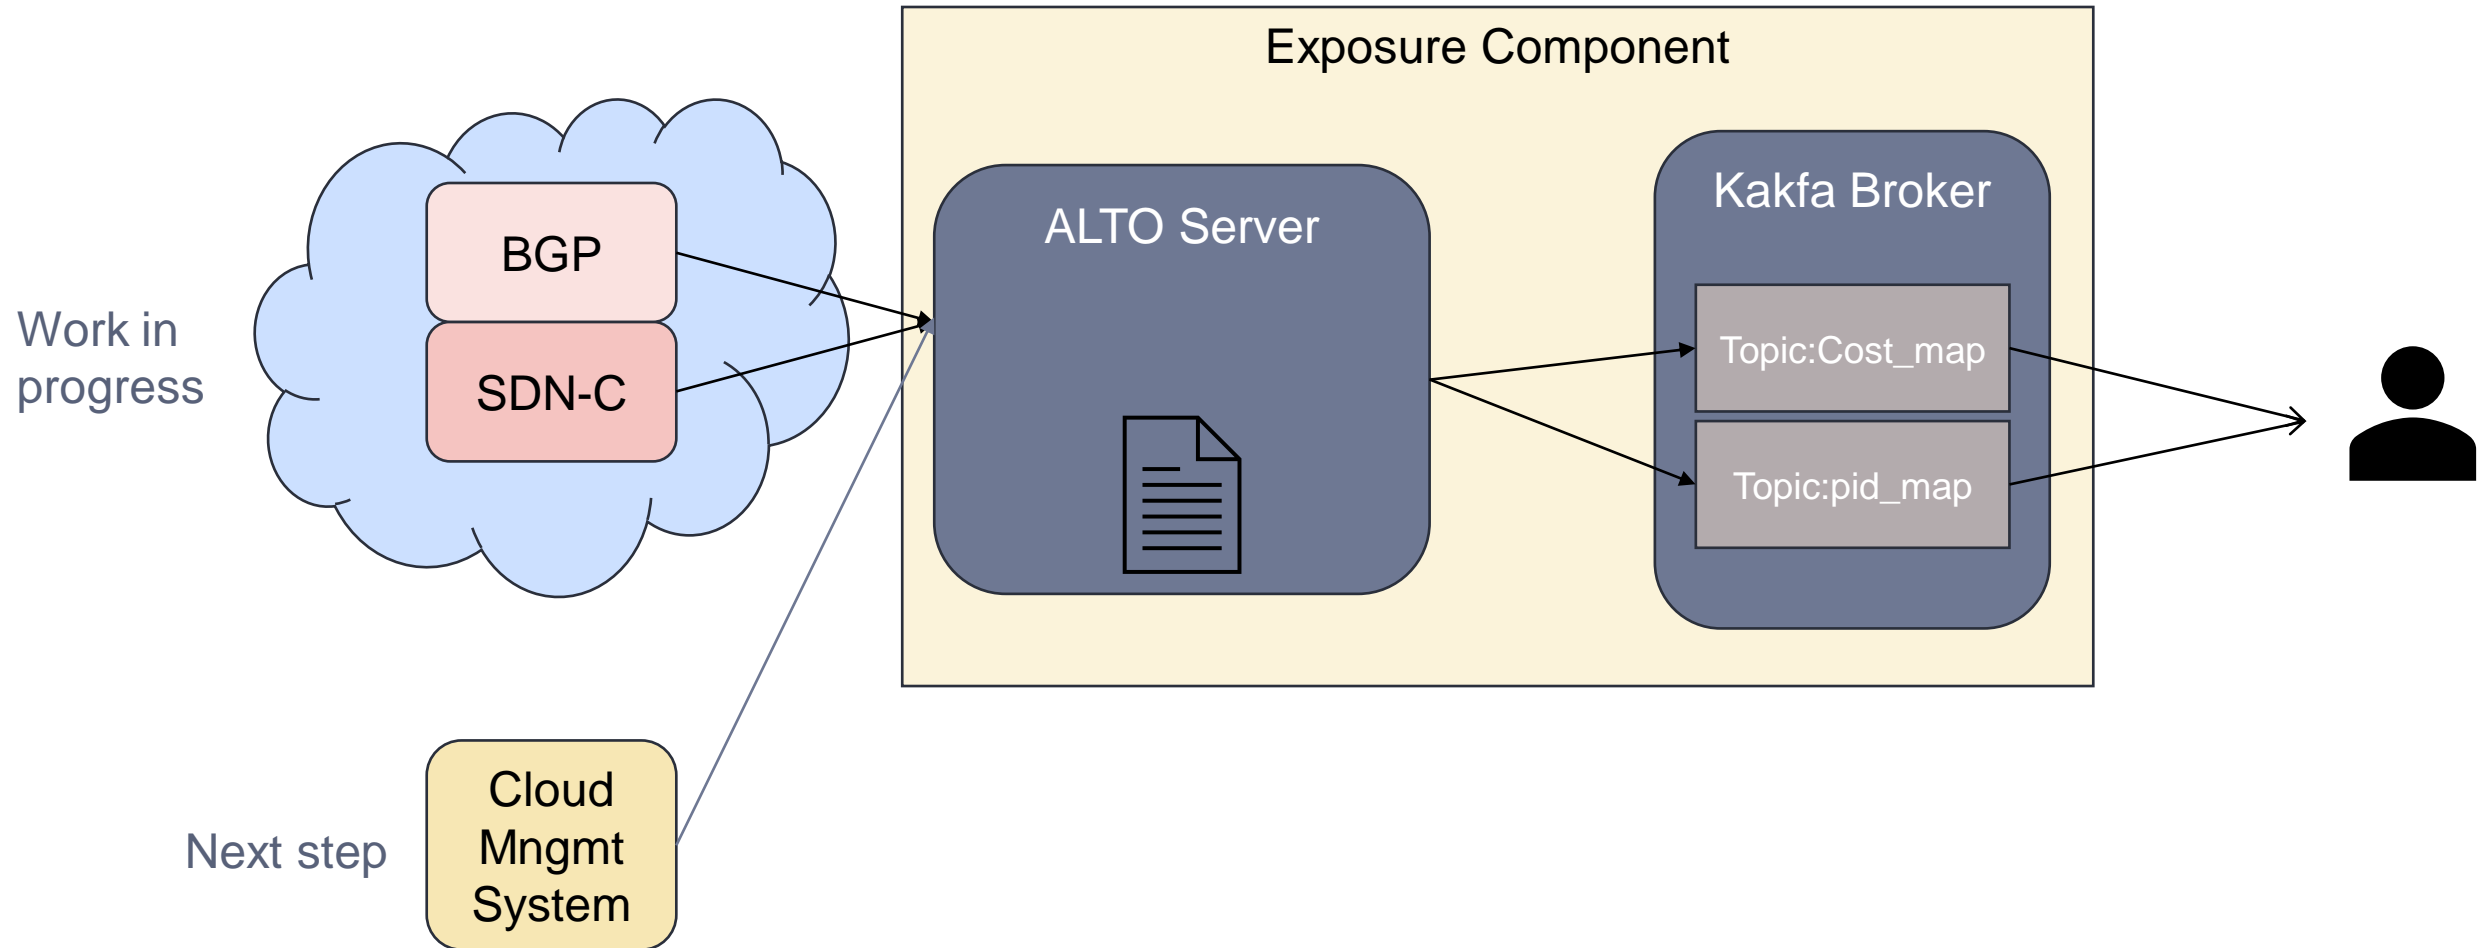 Exposure Component
Work in
progress
BGP
SDN-C
ALTO Server
Kakfa Broker
Topic:Cost_map
Topic:pid_map
Next step
Cloud
Mngmt
System